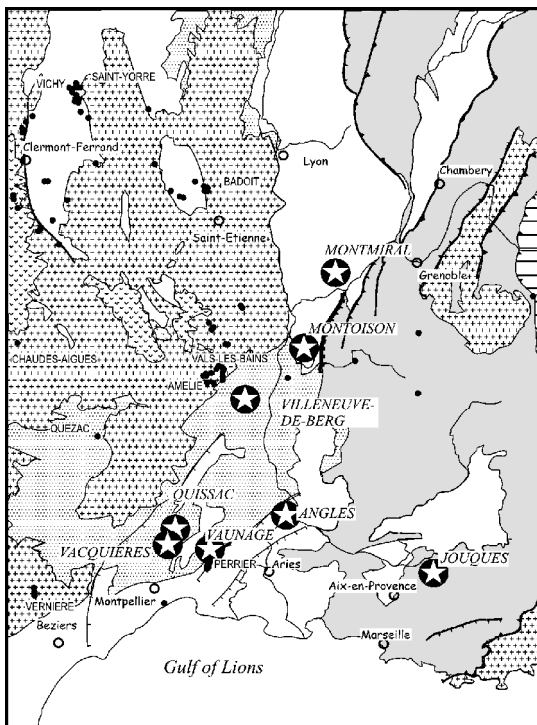 SAINT-YORRE
VICHY
Clermont-Ferrand
Lyon
Chambery
BADOIT
Saint-Etienne
MONTMIRAL
Grenoble
MONTOISON
CHAUDES-AIGUES
VALS-LES-BAINS
AMELIE
VILLENEUVE-
DE-BERG
QUEZAC
QUISSAC
ANGLES
VAUNAGE
VACQUIÈRES
JOUQUES
PERRIER
Aries
Aix-en-Provence
Montpellier
VERNIERE
Beziers
Marseille
Gulf of Lions